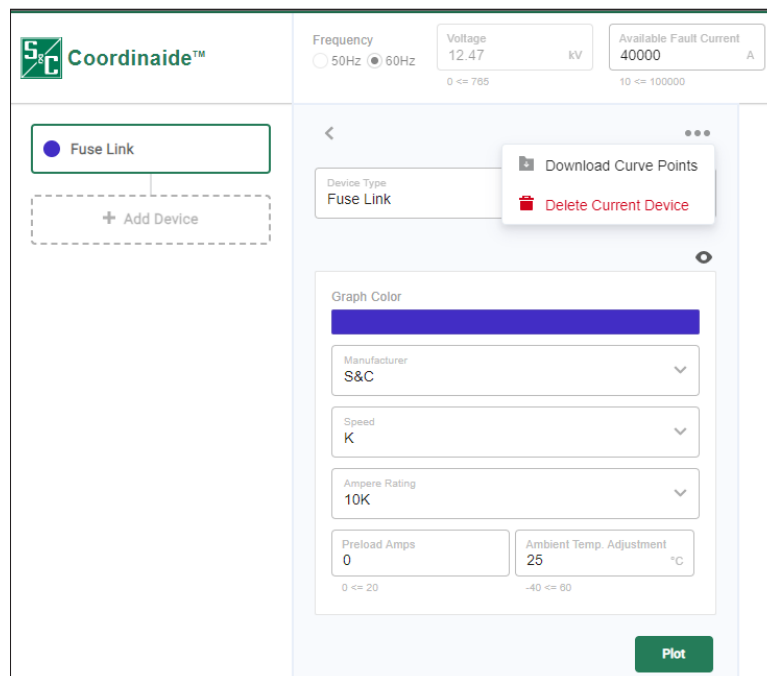 S&C Coordinaide™
Frequency
50Hz 60Hz
Voltage
12.47 kV
0 <= 765
Available Fault Current
40000 A
10 <= 100000
Fuse Link
+ Add Device
Download Curve Points
Delete Current Device
Device Type
Fuse Link
Graph Color
Manufacturer
S&C
Speed
K
Ampere Rating
10K
Preload Amps
0
0 <= 20
Ambient Temp. Adjustment
25 °C
-40 <= 60
Plot